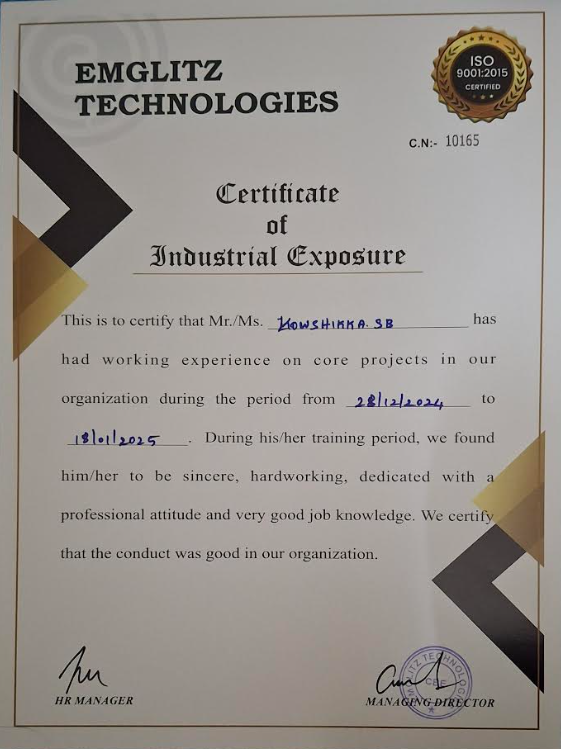 EMGLITZ
TECHNOLOGIES
ISO
9001:2015
CERTIFIED
C.N:- 10165
Certificate
of
Industrial Exposure
This is to certify that Mr./Ms. KOWSHIKKA. SB has
had working experience on core projects in our
organization during the period from 28/12/2024 to
18/01/2025. During his/her training period, we found
him/her to be sincere, hardworking, dedicated with a
professional attitude and very good job knowledge. We certify
that the conduct was good in our organization.
HR MANAGER
EMGLITZ TECHNOLOGIES
CBE
MANAGING DIRECTOR